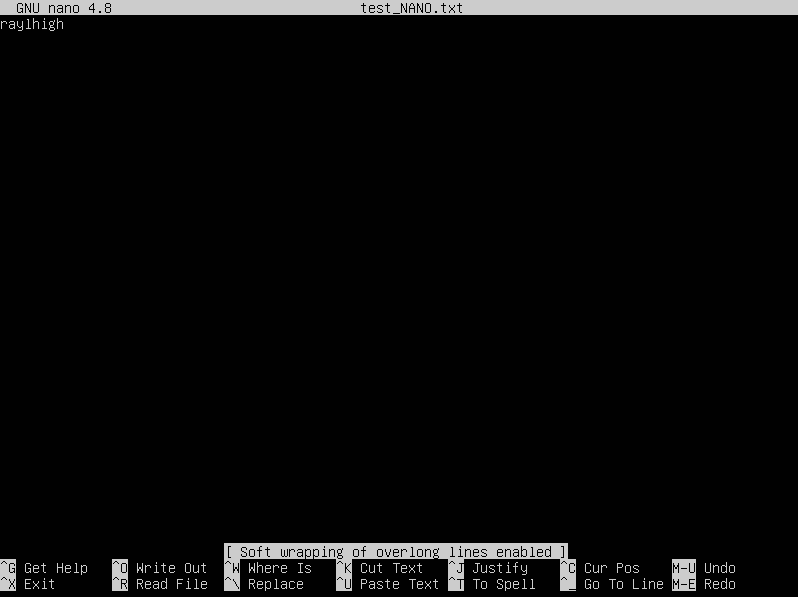 GNU nano 4.8 test_NANO.txt
raylhigh
[ Soft wrapping of overlong lines enabled ]
^G Get Help ^O Write Out ^W Where Is ^K Cut Text ^J Justify ^C Cur Pos M-U Undo
^X Exit ^R Read File ^\ Replace ^U Paste Text ^T To Spell ^_ Go To Line M-E Redo